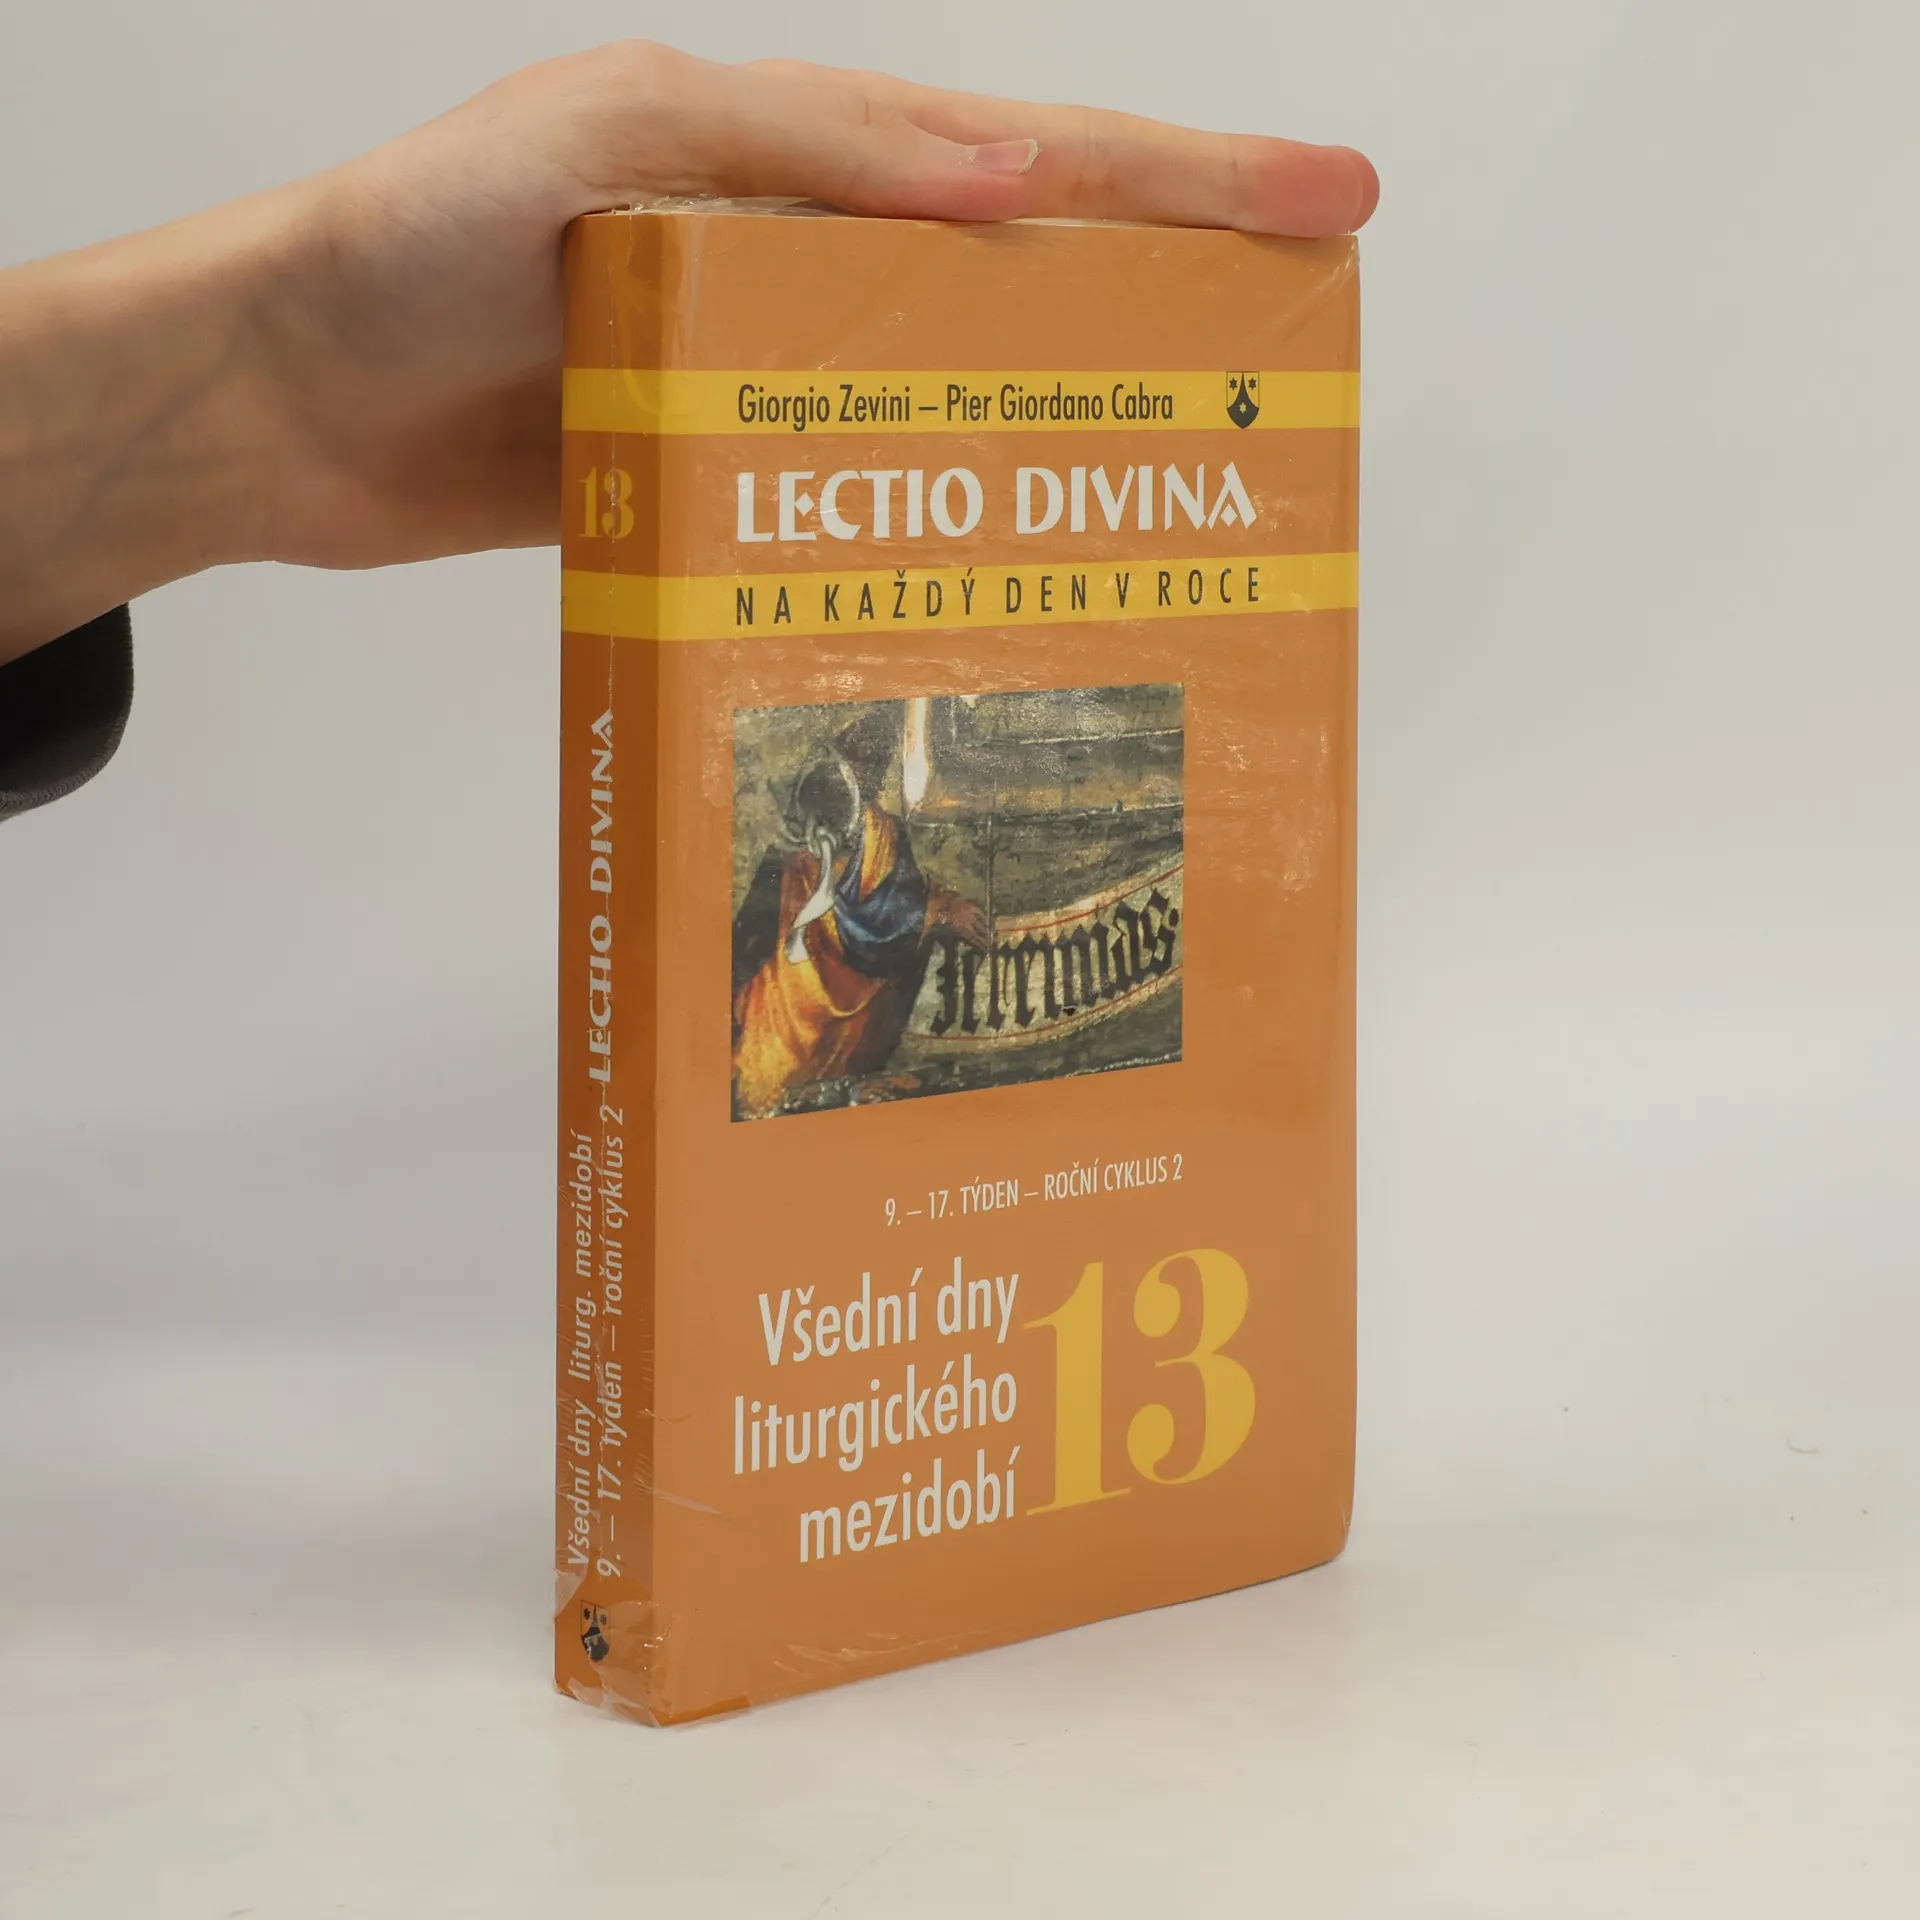 Giorgio Zevini – Pier Giordano Cabra
LECTIO DIVINA
NA KAŽDÝ DEN V ROCE
Jeremias
9. – 17. TÝDEN – ROČNÍ CYKLUS 2
Všední dny
liturgického
mezidobí
13
13
LECTIO DIVINA
Všední dny liturg. mezidobí
9. – 17. týden – roční cyklus 2